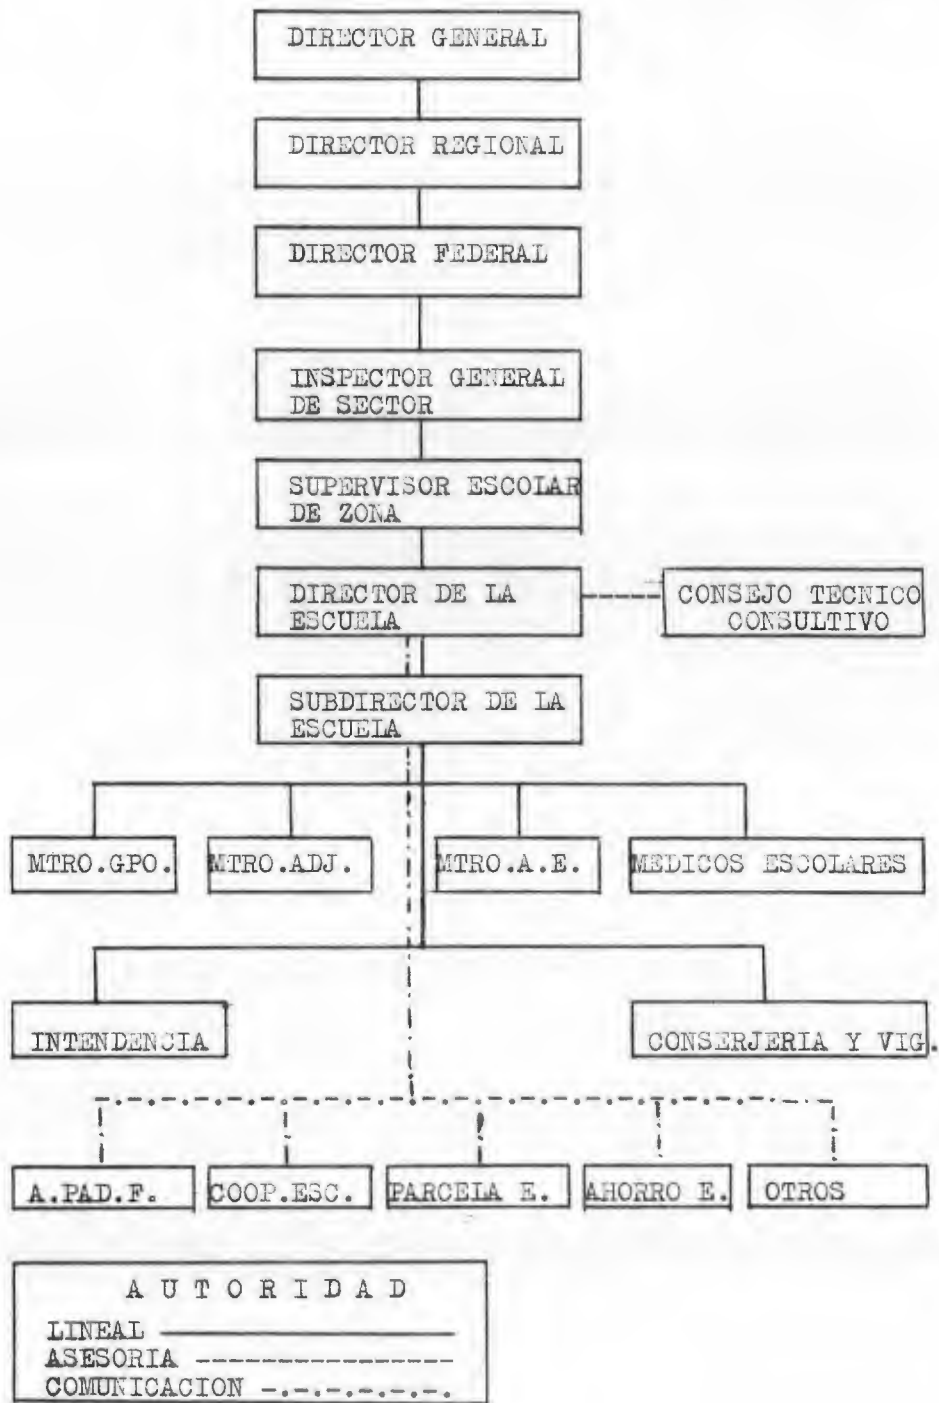 DIRECTOR GENERAL
DIRECTOR REGIONAL
DIRECTOR FEDERAL
INSPECTOR GENERAL
DE SECTOR
SUPERVISOR ESCOLAR
DE ZONA
DIRECTOR DE LA
ESCUELA
CONSEJO TECNICO
CONSULTIVO
SUBDIRECTOR DE LA
ESCUELA
MTRO.GPO.
MTRO.ADJ.
MTRO.A.E.
MEDICOS ESCOLARES
INTENDENCIA
CONSERJERIA Y VIG.
A.PAD.F.
COOP.ESC.
PARCELA E.
AHORRO E.
OTROS
A U T O R I D A D
LINEAL
ASESORIA
COMUNICACION